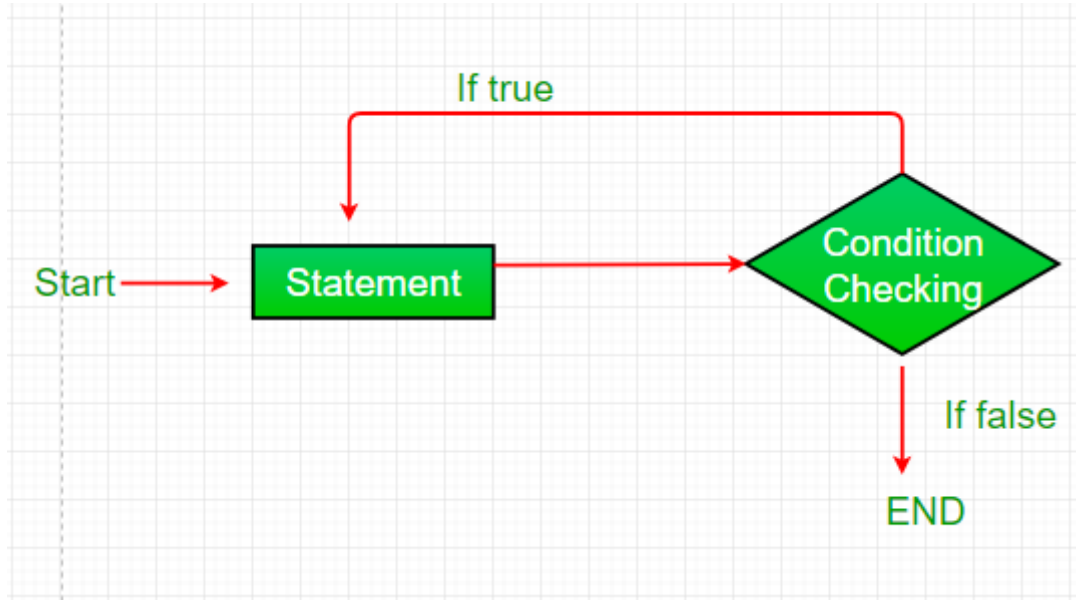 If true
Start
Statement
Condition
Checking
If false
END